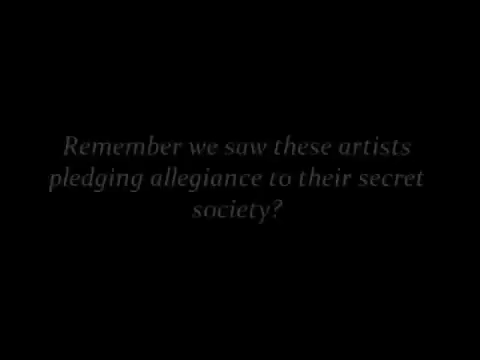 Remember we saw these artists
pledging allegiance to their secret
society?